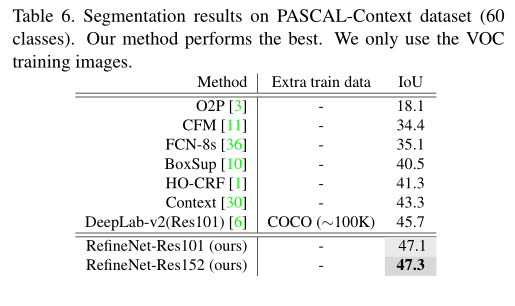 Table 6. Segmentation results on PASCAL-Context dataset (60
classes). Our method performs the best. We only use the VOC
training images.
Method Extra train data IoU
O2P [3] - 18.1
CFM [11] - 34.4
FCN-8s [36] - 35.1
BoxSup [10] - 40.5
HO-CRF [1] - 41.3
Context [30] - 43.3
DeepLab-v2(Res101) [6] COCO (~100K) 45.7
RefineNet-Res101 (ours) - 47.1
RefineNet-Res152 (ours) - 47.3